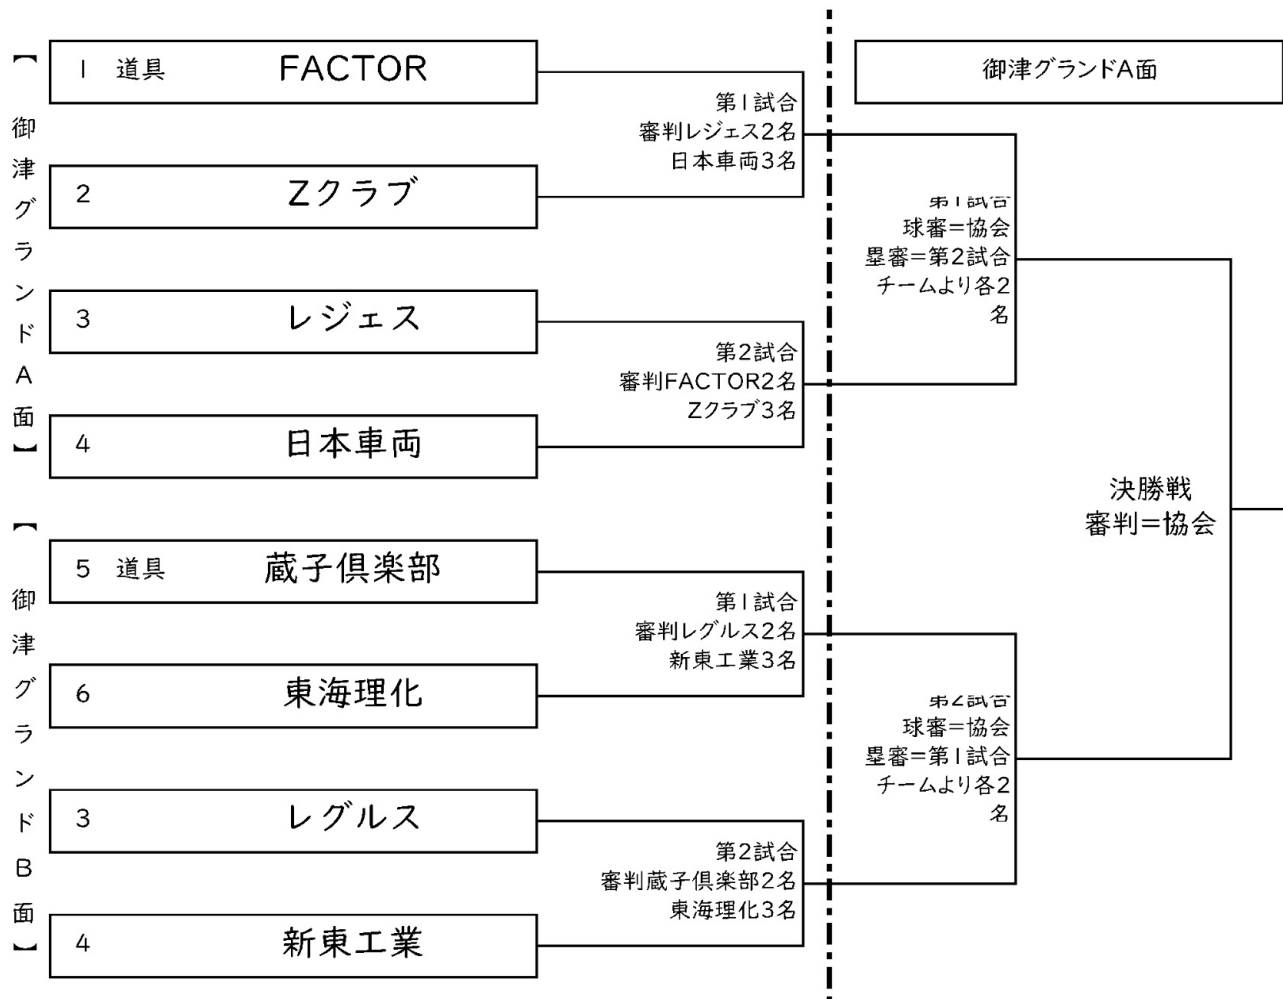 【御津グランドA面】
1 道具 FACTOR
2 Zクラブ
3 レジェス
4 日本車両
第1試合
審判レジェス2名
日本車両3名
第2試合
審判FACTOR2名
Zクラブ3名
【御津グランドB面】
5 道具 蔵子倶楽部
6 東海理化
3 レグルス
4 新東工業
第1試合
審判レグルス2名
新東工業3名
第2試合
審判蔵子倶楽部2名
東海理化3名
御津グランドA面
第1試合
球審=協会
塁審=第2試合
チームより各2
名
第2試合
球審=協会
塁審=第1試合
チームより各2
名
決勝戦
審判=協会